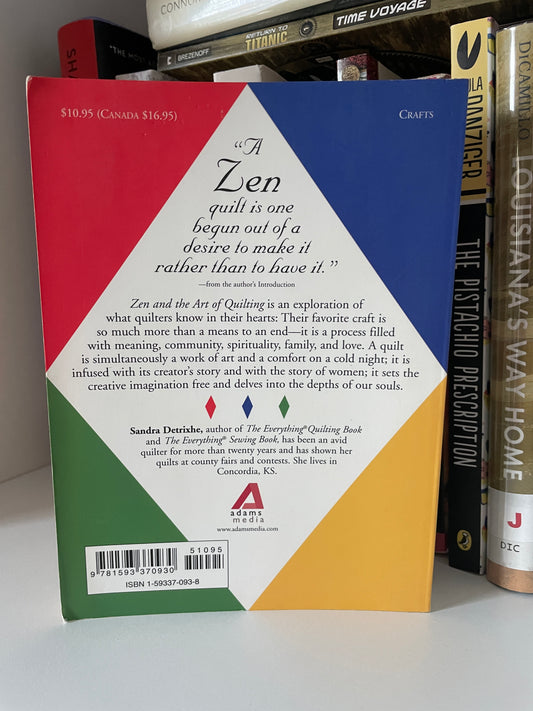 CONNOR
RETURN TO
TITANIC
TIME VOYAGE
BREZENOFF
SH
"THE MO
$10.95 (CANADA $16.95)
CRAFTS
"A
Zen
quilt is one
begun out of a
desire to make it
rather than to have it."
—from the author's Introduction
Zen and the Art of Quilting is an exploration of
what quilters know in their hearts: Their favorite craft is
so much more than a means to an end—it is a process filled
with meaning, community, spirituality, family, and love. A quilt
is simultaneously a work of art and a comfort on a cold night; it is
infused with its creator's story and with the story of women; it sets the
creative imagination free and delves into the depths of our souls.
Sandra Detrixhe, author of The Everything® Quilting Book
and The Everything® Sewing Book, has been an avid
quilter for more than twenty years and has shown her
quilts at county fairs and contests. She lives in
Concordia, KS.
adams
media
www.adamsmedia.com
51095
9 781593 370930
ISBN 1-59337-093-8
ULA DANZIGER
THE PISTACHIO PRESCRIPTION
DICAMILLO
LOUISIANA'S WAY HOME
J
DIC